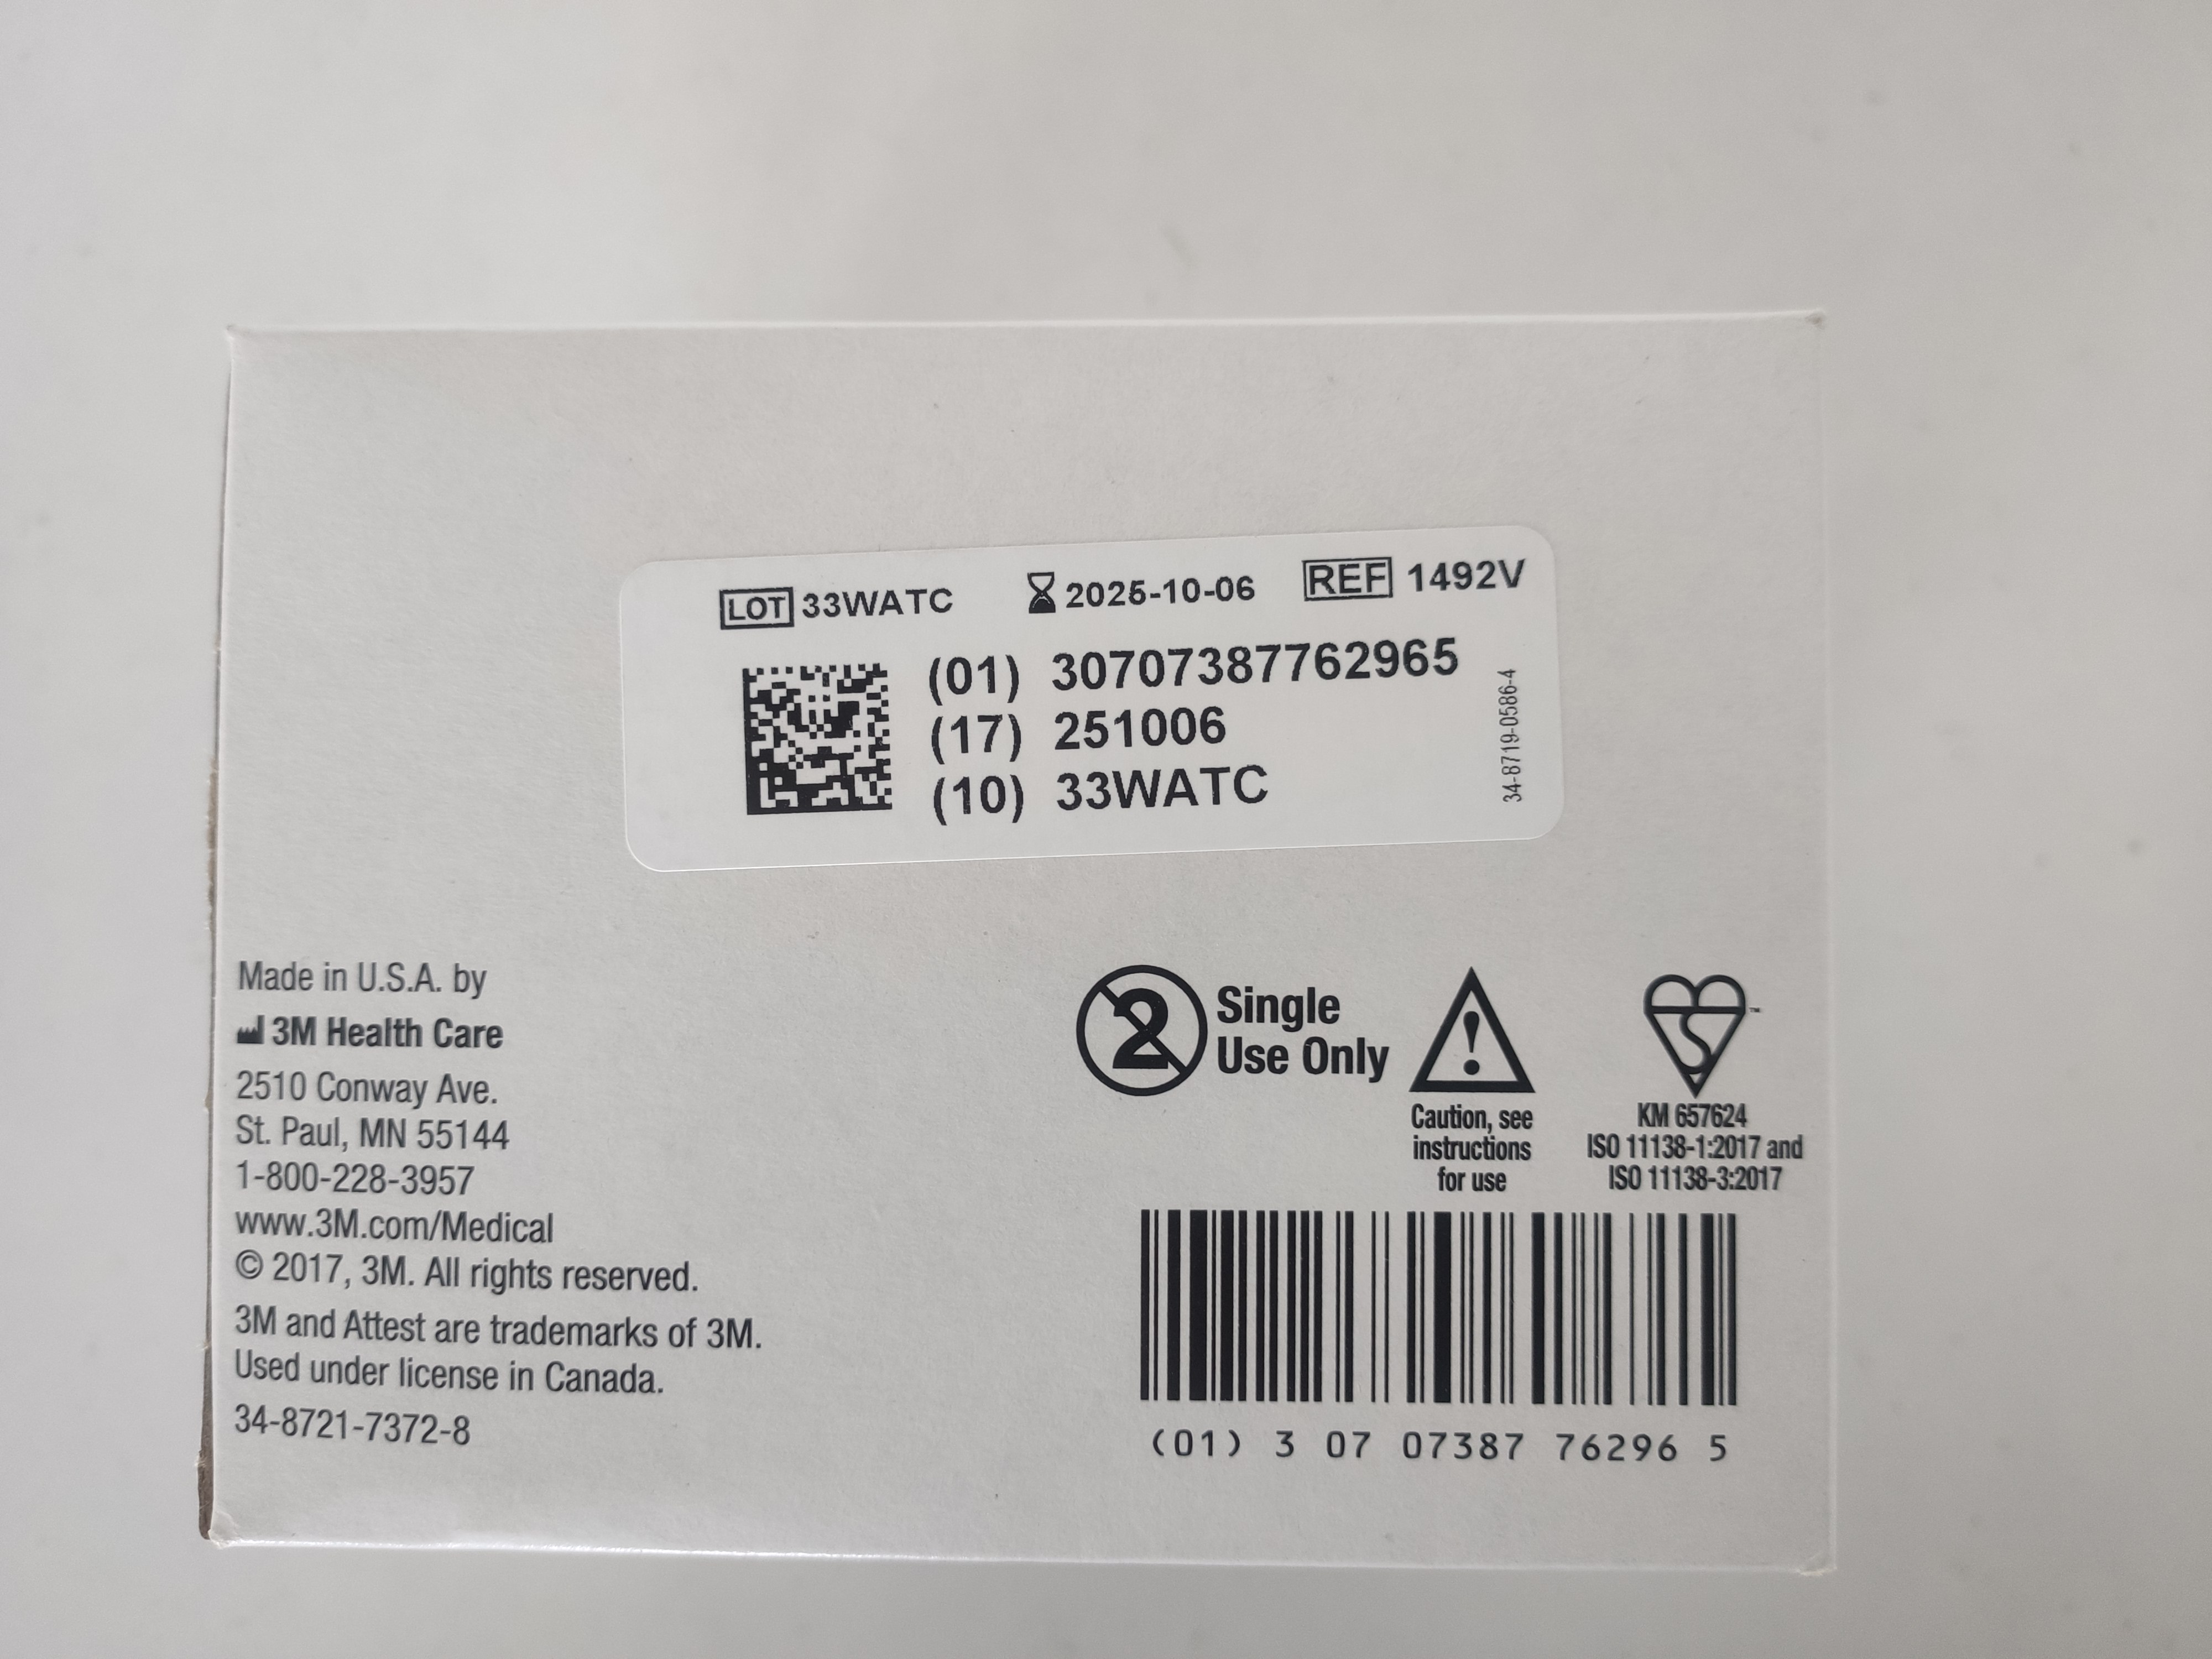 LOT 33WATC 2025-10-06 REF 1492V
(01) 30707387762965
(17) 251006
(10) 33WATC
34-8719-0586-4
Made in U.S.A. by
3M Health Care
2510 Conway Ave.
St. Paul, MN 55144
1-800-228-3957
www.3M.com/Medical
© 2017, 3M. All rights reserved.
3M and Attest are trademarks of 3M.
Used under license in Canada.
34-8721-7372-8
2 Single
Use Only
!
Caution, see
instructions
for use
™
KM 657624
ISO 11138-1:2017 and
ISO 11138-3:2017
(01) 3 07 07387 76296 5